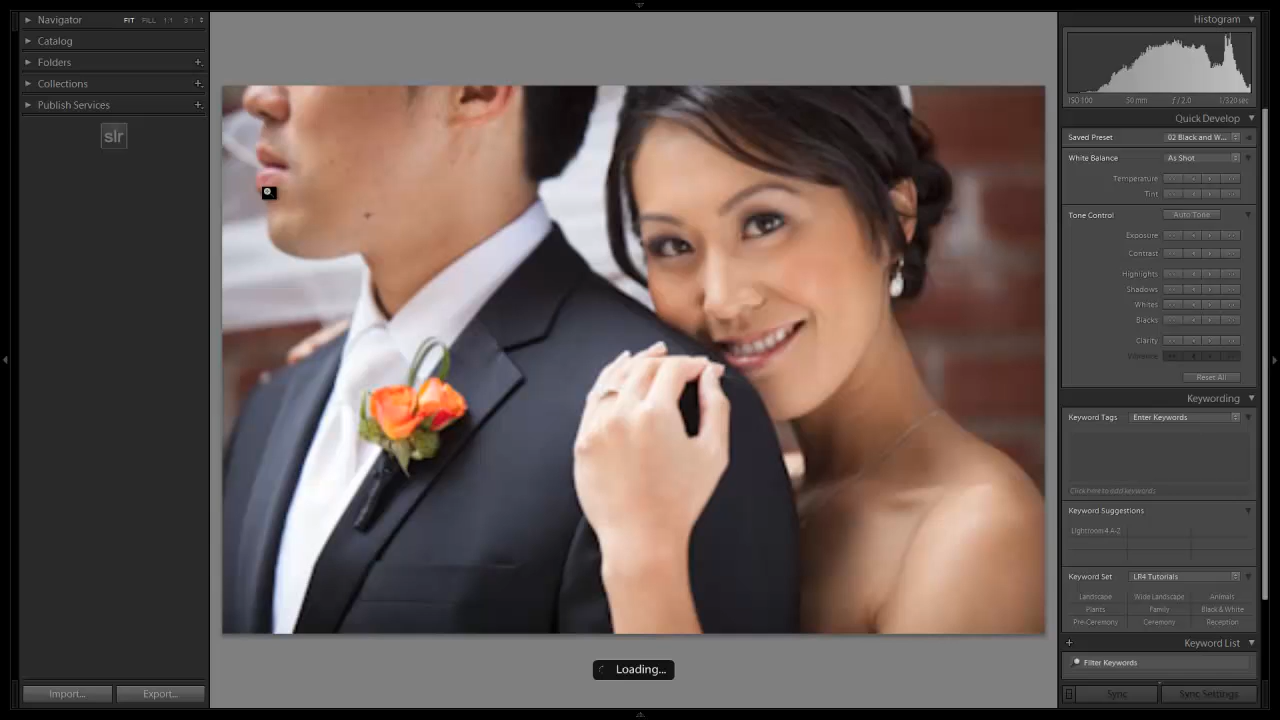 Navigator FIT FILL 1:1 3:1
Catalog
Folders
Collections
Publish Services
slr
Import...
Export...
Loading...
Histogram
ISO 100 50 mm ƒ / 2.0 1/320 sec
Quick Develop
Saved Preset 02 Black and W...
White Balance As Shot
Temperature
Tint
Tone Control Auto Tone
Exposure
Contrast
Highlights
Shadows
Whites
Blacks
Clarity
Vibrance
Reset All
Keywording
Keyword Tags Enter Keywords
Click here to add keywords
Keyword Suggestions
Lightroom 4 A-Z
Keyword Set LR4 Tutorials
Landscape Wide Landscape Animals
Plants Family Black & White
Pre-Ceremony Ceremony Reception
Keyword List
Filter Keywords
Sync Sync Settings